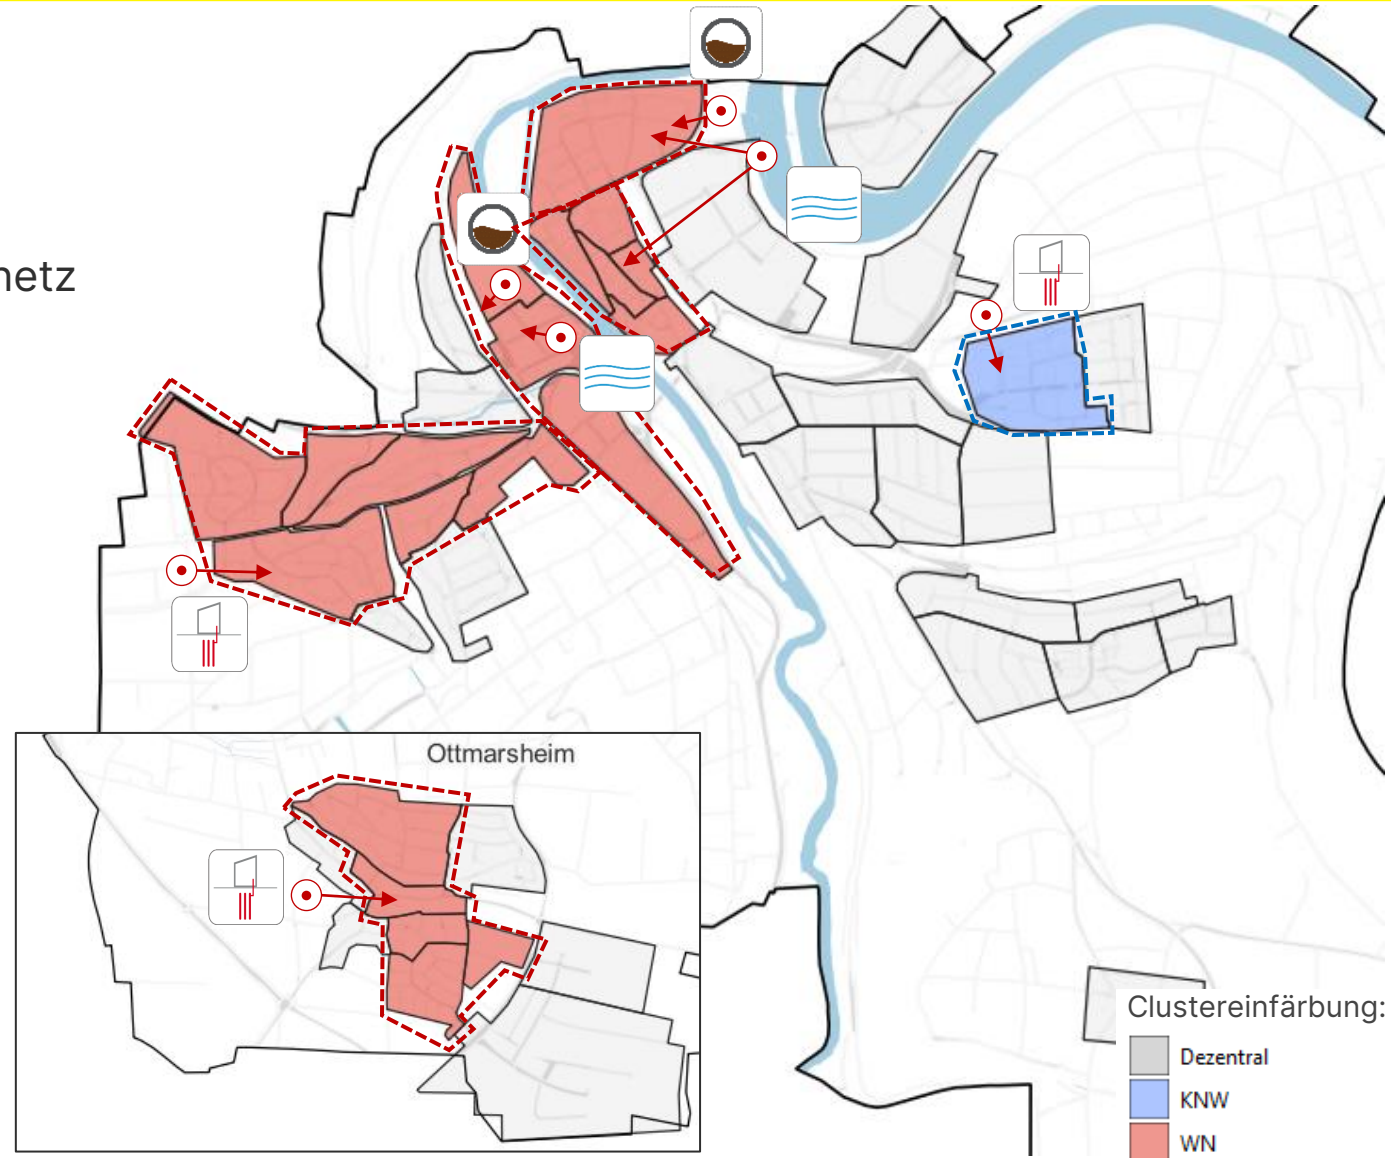 netz
Ottmarsheim
Clustereinfärbung:
Dezentral
KNW
WN